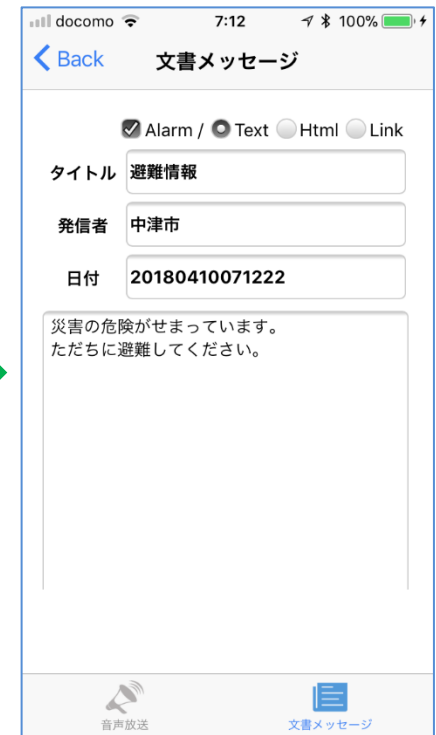 docomo 7:12 100%
Back 文書メッセージ
Alarm / Text Html Link
タイトル 避難情報
発信者 中津市
日付 20180410071222
災害の危険がせまっています。
ただちに避難してください。
音声放送 文書メッセージ